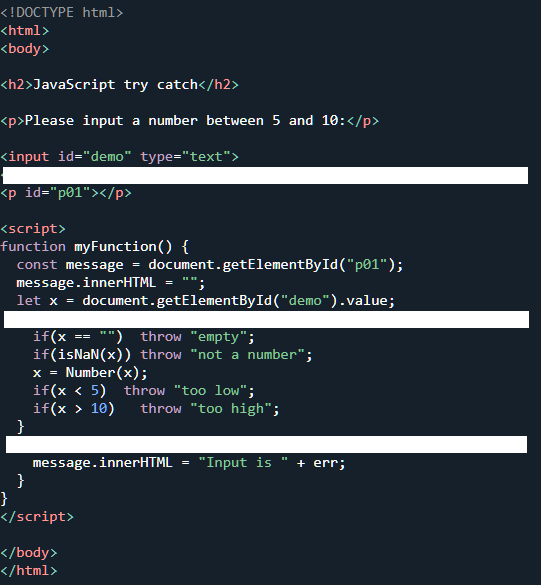 <!DOCTYPE html>
<html>
<body>

<h2>JavaScript try catch</h2>

<p>Please input a number between 5 and 10:</p>

<input id="demo" type="text">
<p id="p01"></p>

<script>
function myFunction() {
  const message = document.getElementById("p01");
  message.innerHTML = "";
  let x = document.getElementById("demo").value;
    if(x == "")  throw "empty";
    if(isNaN(x)) throw "not a number";
    x = Number(x);
    if(x < 5)  throw "too low";
    if(x > 10)   throw "too high";
  }
    message.innerHTML = "Input is " + err;
  }
}
</script>

</body>
</html>